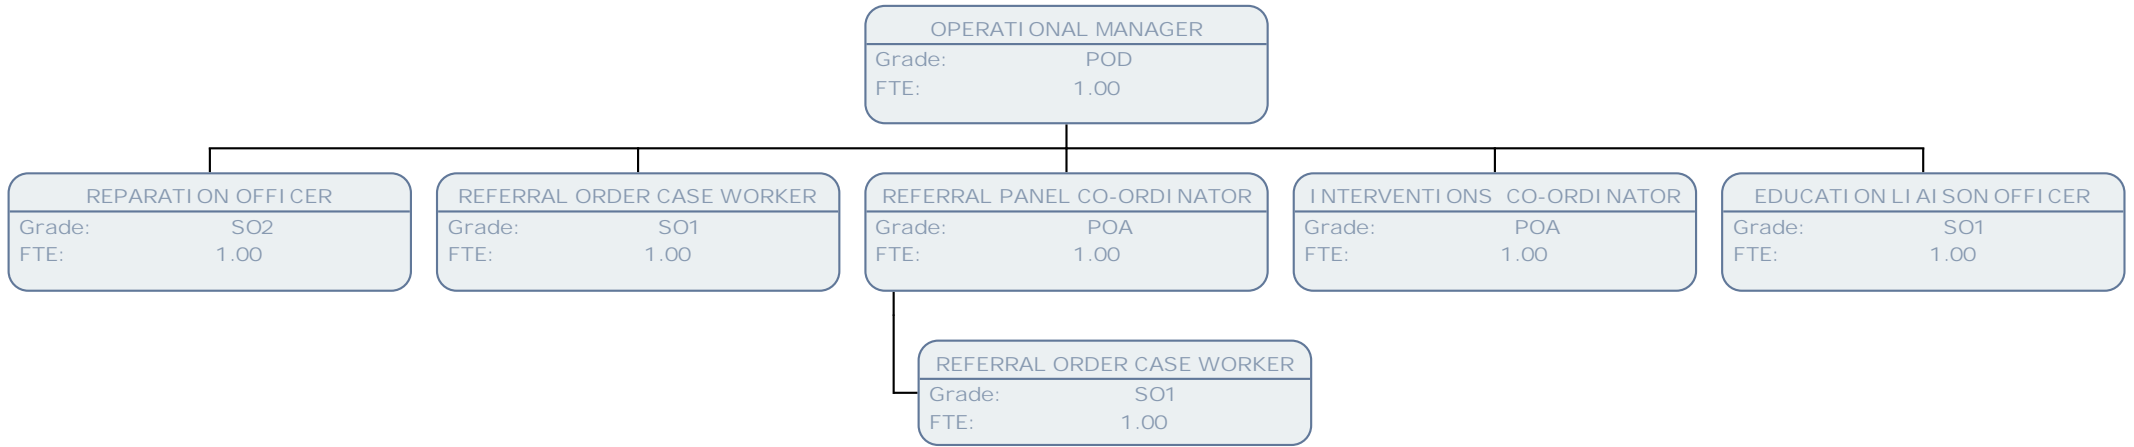 OPERATIONAL MANAGER
Grade: POD
FTE: 1.00
REPARATION OFFICER
Grade: SO2
FTE: 1.00
REFERRAL ORDER CASE WORKER
Grade: SO1
FTE: 1.00
REFERRAL PANEL CO-ORDINATOR
Grade: POA
FTE: 1.00
INTERVENTIONS CO-ORDINATOR
Grade: POA
FTE: 1.00
EDUCATION LIAISON OFFICER
Grade: SO1
FTE: 1.00
REFERRAL ORDER CASE WORKER
Grade: SO1
FTE: 1.00